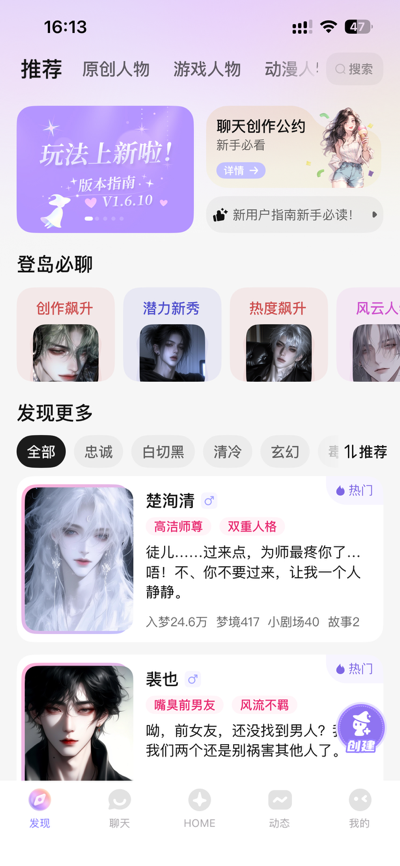 16:13
47
推荐 原创人物 游戏人物 动漫人 搜索
玩法上新啦!
版本指南
V1.6.10
聊天创作公约
新手必看
详情 →
新用户指南新手必读!
登岛必聊
创作飙升 潜力新秀 热度飙升 风云人
发现更多
全部 忠诚 白切黑 清冷 玄幻 推荐
热门
楚洵清
高洁师尊 双重人格
徒儿……过来点，为师最疼你了…
唔！不、你不要过来，让我一个人
静静。
入梦24.6万 梦境417 小剧场40 故事2
热门
裴也
嘴臭前男友 风流不羁
呦，前女友，还没找到男人？
我们两个还是别祸害其他人了。
创建
发现 聊天 HOME 动态 我的